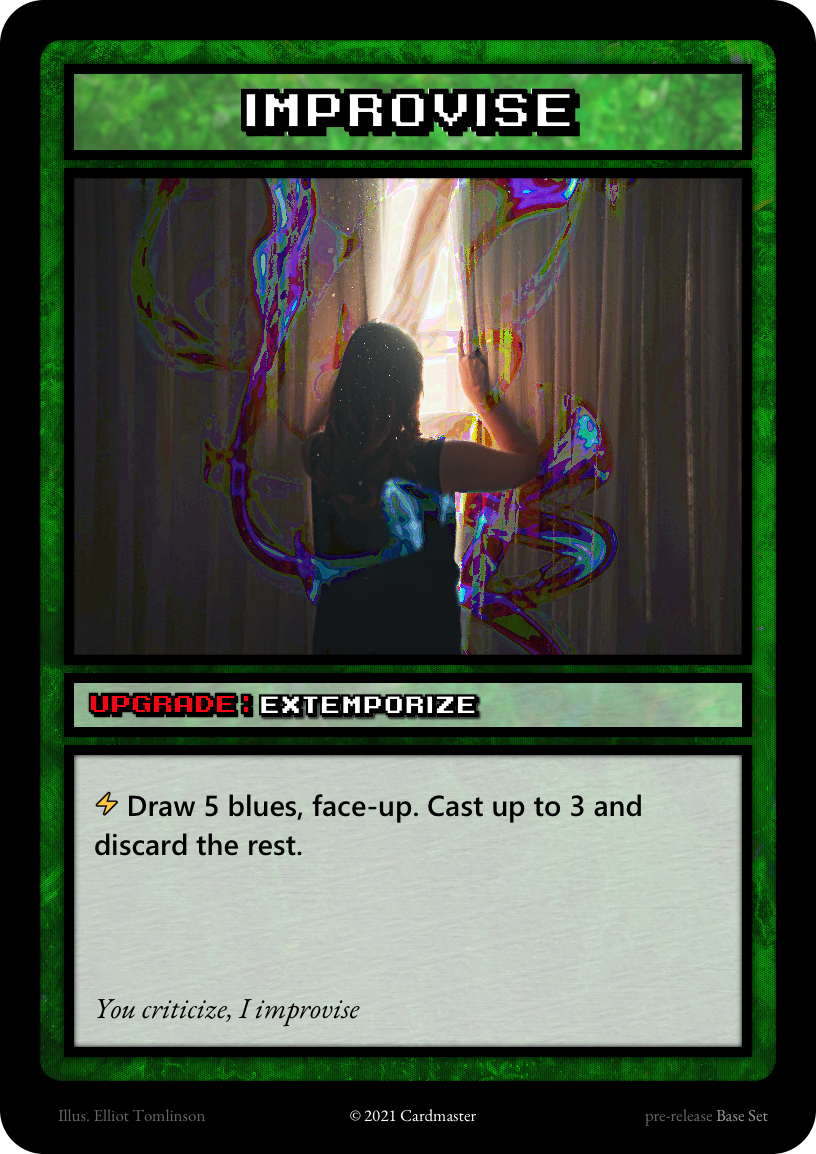 IMPROVISE
UPGRADE: EXTEMPORIZE
⚡ Draw 5 blues, face-up. Cast up to 3 and
discard the rest.
You criticize, I improvise
Illus. Elliot Tomlinson
© 2021 Cardmaster
pre-release Base Set